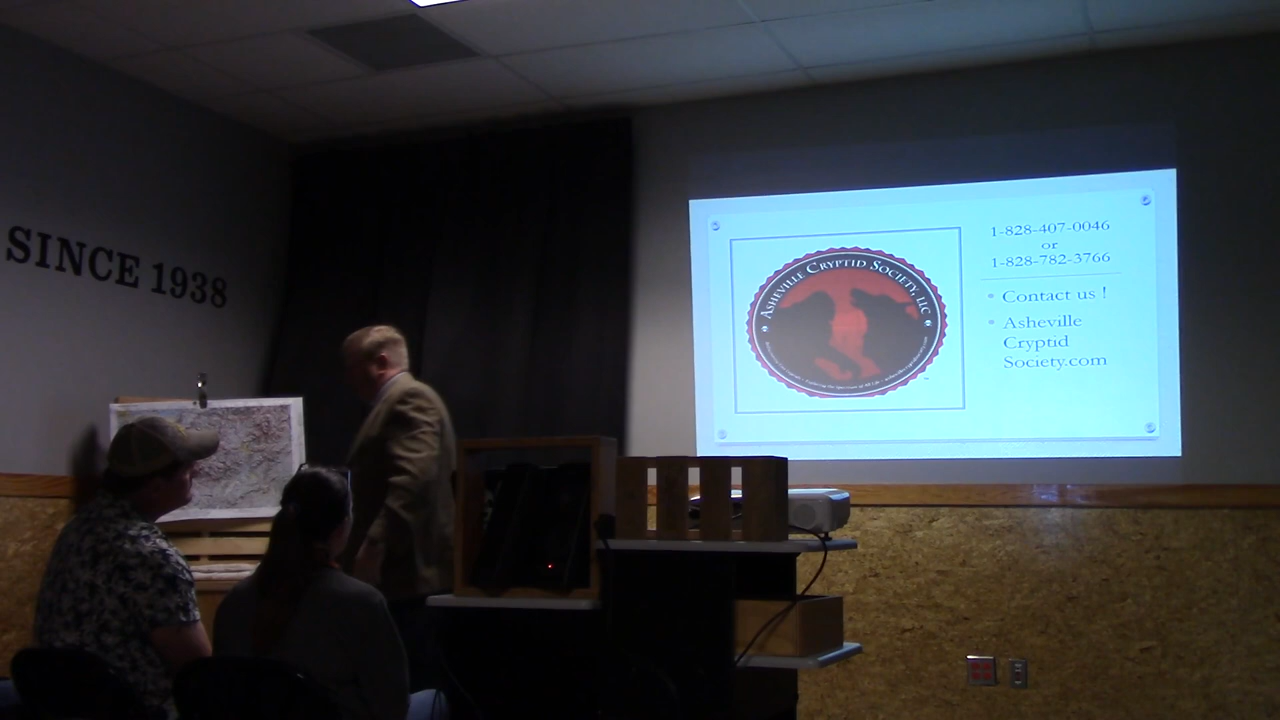 SINCE 1938
ASHEVILLE CRYPTID SOCIETY, LLC
1-828-407-0046
or
1-828-782-3766
• Contact us !
• Asheville
Cryptid
Society.com